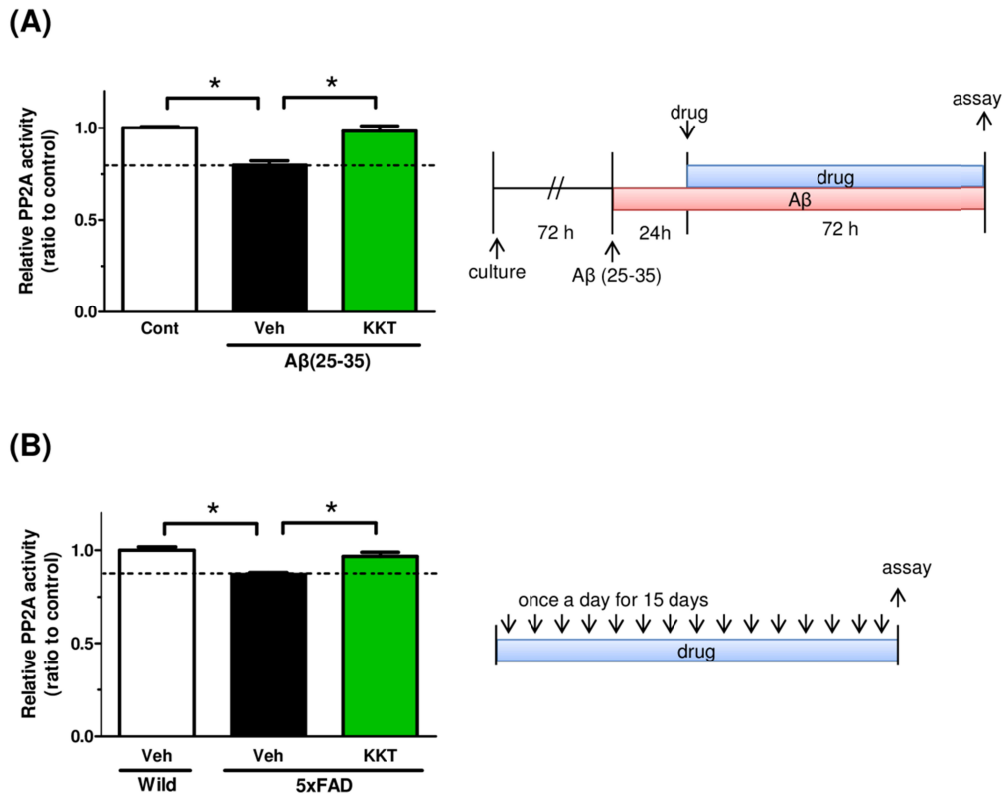 (A)
Relative PP2A activity
(ratio to control)
1.0
0.5
0.0
*
*
Cont
Veh
KKT
Aβ(25-35)
drug
assay
drug
Aβ
72 h
24h
72 h
culture
Aβ (25-35)
(B)
Relative PP2A activity
(ratio to control)
1.0
0.5
0.0
*
*
Veh
Veh
KKT
Wild
5xFAD
assay
once a day for 15 days
drug